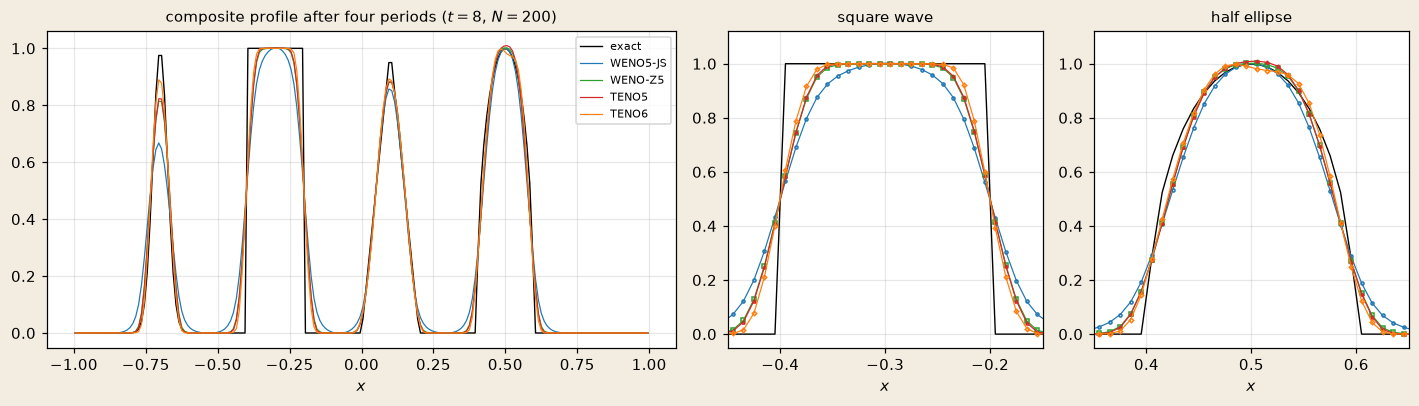 composite profile after four periods (t = 8, N = 200)
1.0
0.8
0.6
0.4
0.2
0.0
−1.00 −0.75 −0.50 −0.25 0.00 0.25 0.50 0.75 1.00
x
exact
WENO5-JS
WENO-Z5
TENO5
TENO6
square wave
1.0
0.8
0.6
0.4
0.2
0.0
−0.4 −0.3 −0.2
x
half ellipse
1.0
0.8
0.6
0.4
0.2
0.0
0.4 0.5 0.6
x